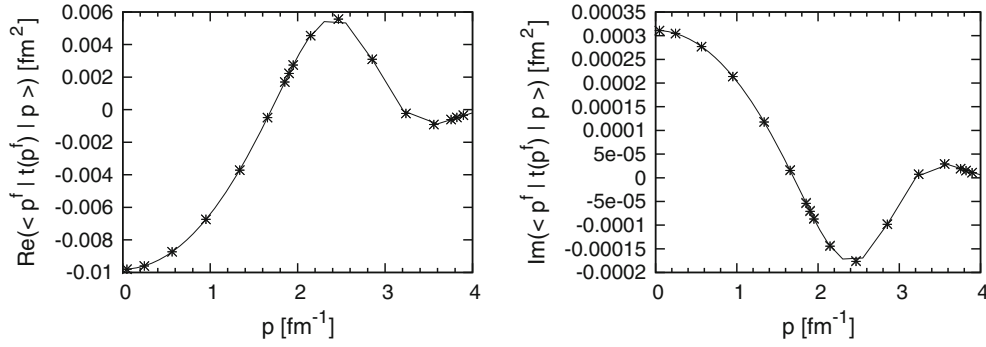 Re(< p^f | t(p^f) | p >) [fm^2]
0.006
0.004
0.002
0
-0.002
-0.004
-0.006
-0.008
-0.01
0 1 2 3 4
p [fm^-1]
Im(< p^f | t(p^f) | p >) [fm^2]
0.00035
0.0003
0.00025
0.0002
0.00015
0.0001
5e-05
0
-5e-05
-0.0001
-0.00015
-0.0002
0 1 2 3 4
p [fm^-1]